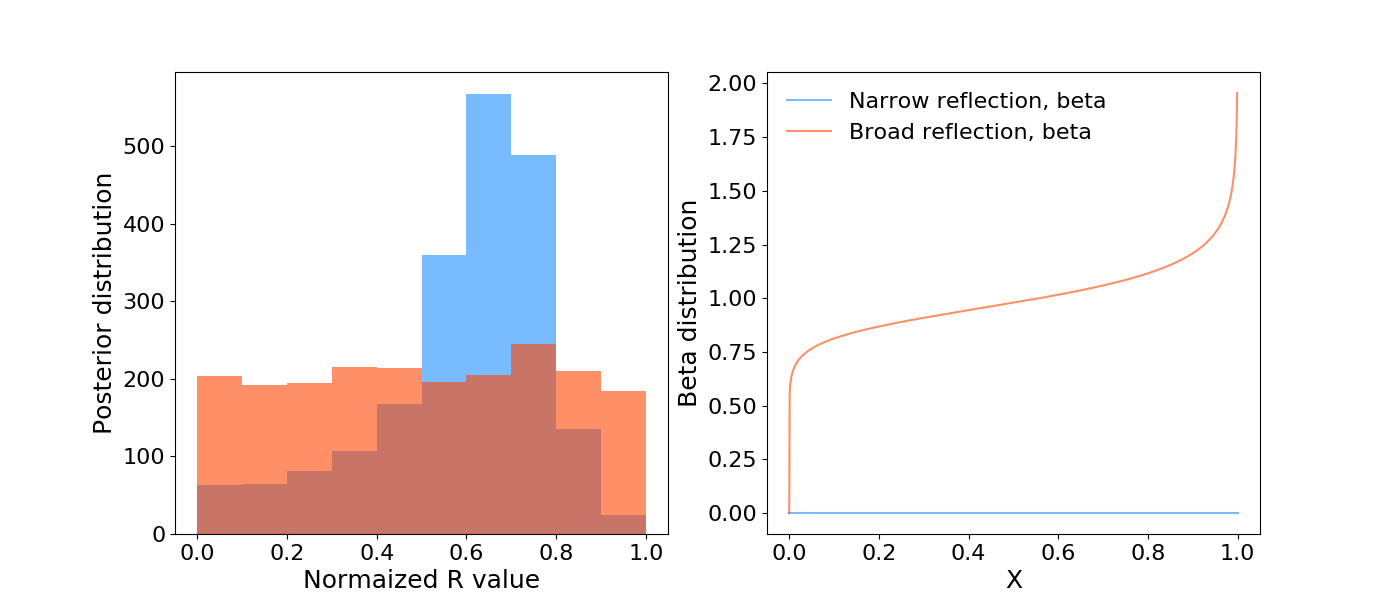 Posterior distribution
500
400
300
200
100
0
0.0 0.2 0.4 0.6 0.8 1.0
Normaized R value
Beta distribution
2.00
1.75
1.50
1.25
1.00
0.75
0.50
0.25
0.00
Narrow reflection, beta
Broad reflection, beta
0.0 0.2 0.4 0.6 0.8 1.0
X